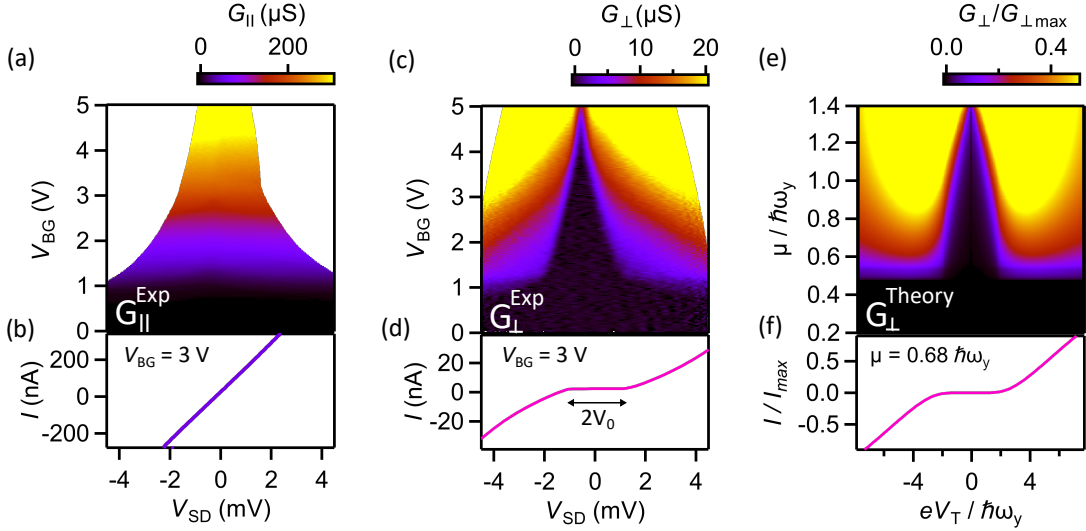 G∥ (µS)
0 200
(a)
5
4
3
2
1
0
V_BG (V)
G∥^Exp
(b)
V_BG = 3 V
200
0
-200
I (nA)
-4 -2 0 2 4
V_SD (mV)
G⊥(µS)
0 5 10 15 20
(c)
5
4
3
2
1
0
V_BG (V)
G⊥^Exp
(d)
V_BG = 3 V
20
0
-20
I (nA)
2V₀
-4 -2 0 2 4
V_SD (mV)
G⊥/G⊥max
0.0 0.4
(e)
1.4
1.2
1.0
0.8
0.6
0.4
0.2
µ / ℏω_y
G⊥^Theory
(f)
µ = 0.68 ℏω_y
0.5
0.0
-0.5
I / I_max
-4 0 4
eV_T / ℏω_y